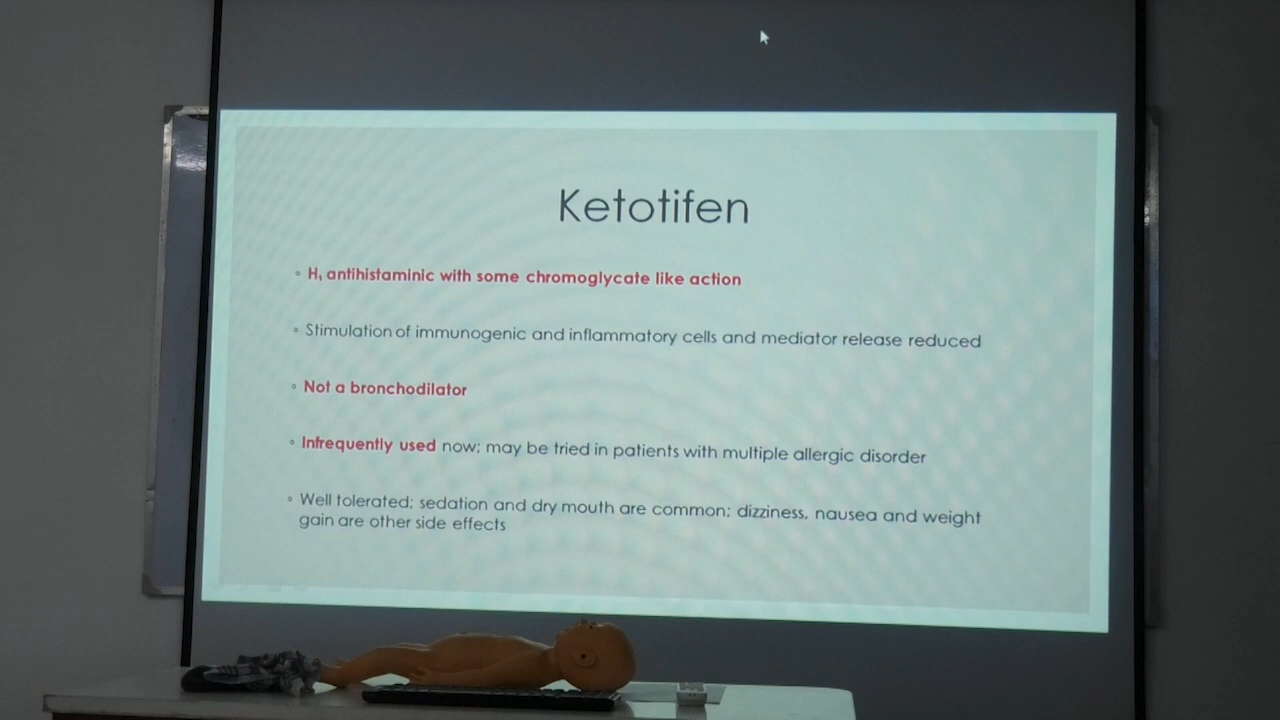 Ketotifen
◦ H₁ antihistaminic with some chromoglycate like action
◦ Stimulation of immunogenic and inflammatory cells and mediator release reduced
◦ Not a bronchodilator
◦ Infrequently used now; may be tried in patients with multiple allergic disorder
◦ Well tolerated; sedation and dry mouth are common; dizziness, nausea and weight
gain are other side effects